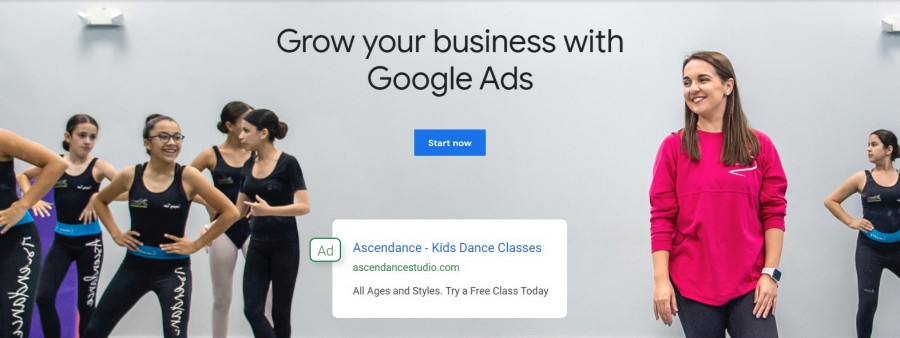 Grow your business with
Google Ads
Start now
Ad
Ascendance - Kids Dance Classes
ascendancestudio.com
All Ages and Styles. Try a Free Class Today